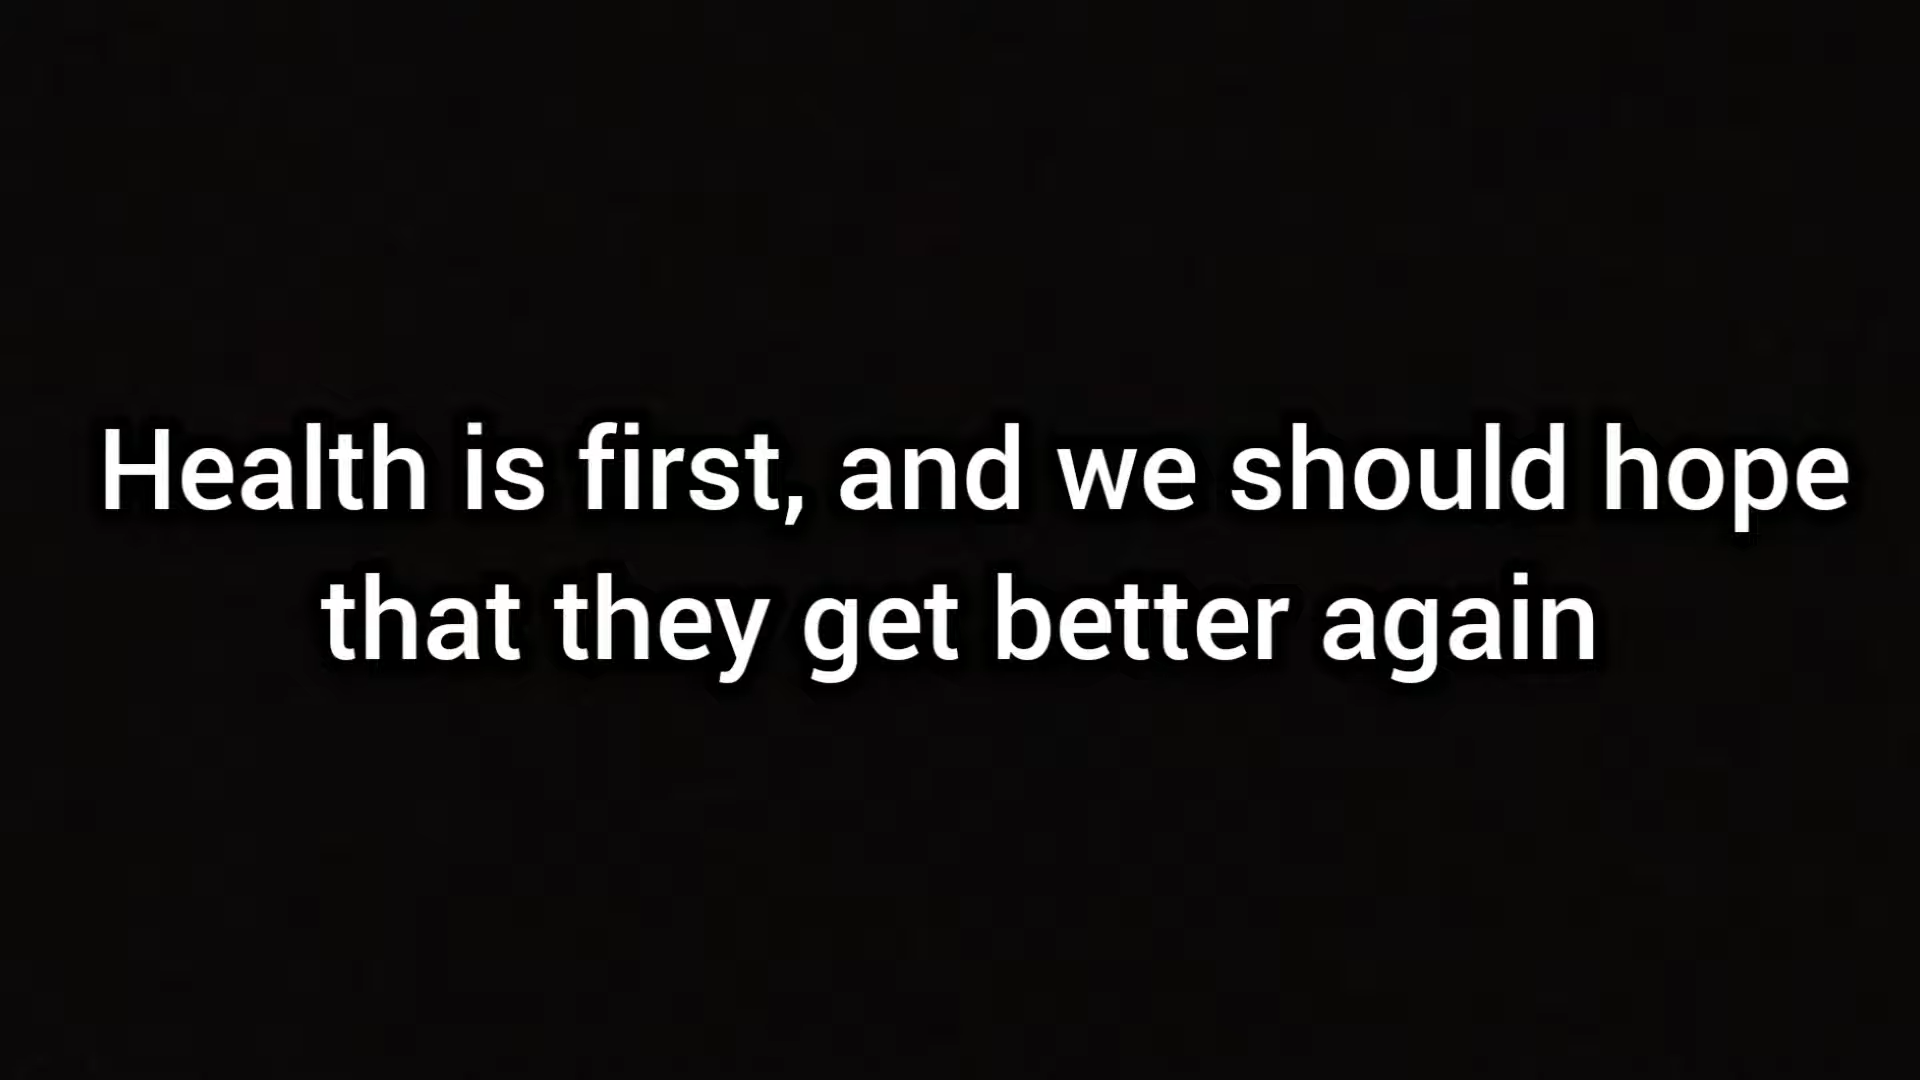 Health is first, and we should hope
that they get better again